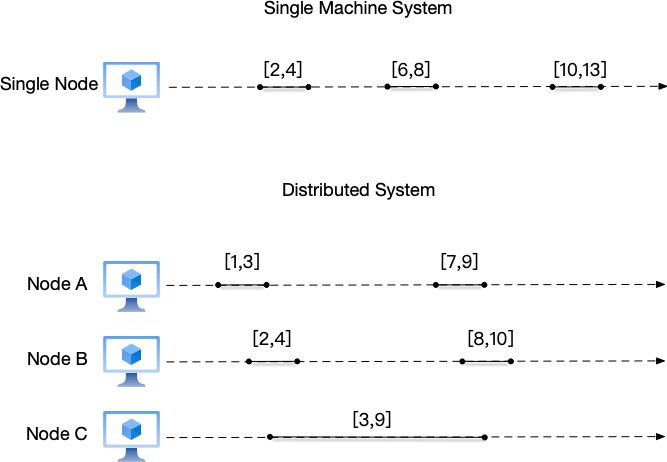 Single Machine System
[2,4] [6,8] [10,13]
Single Node
Distributed System
[1,3] [7,9]
Node A
[2,4] [8,10]
Node B
[3,9]
Node C